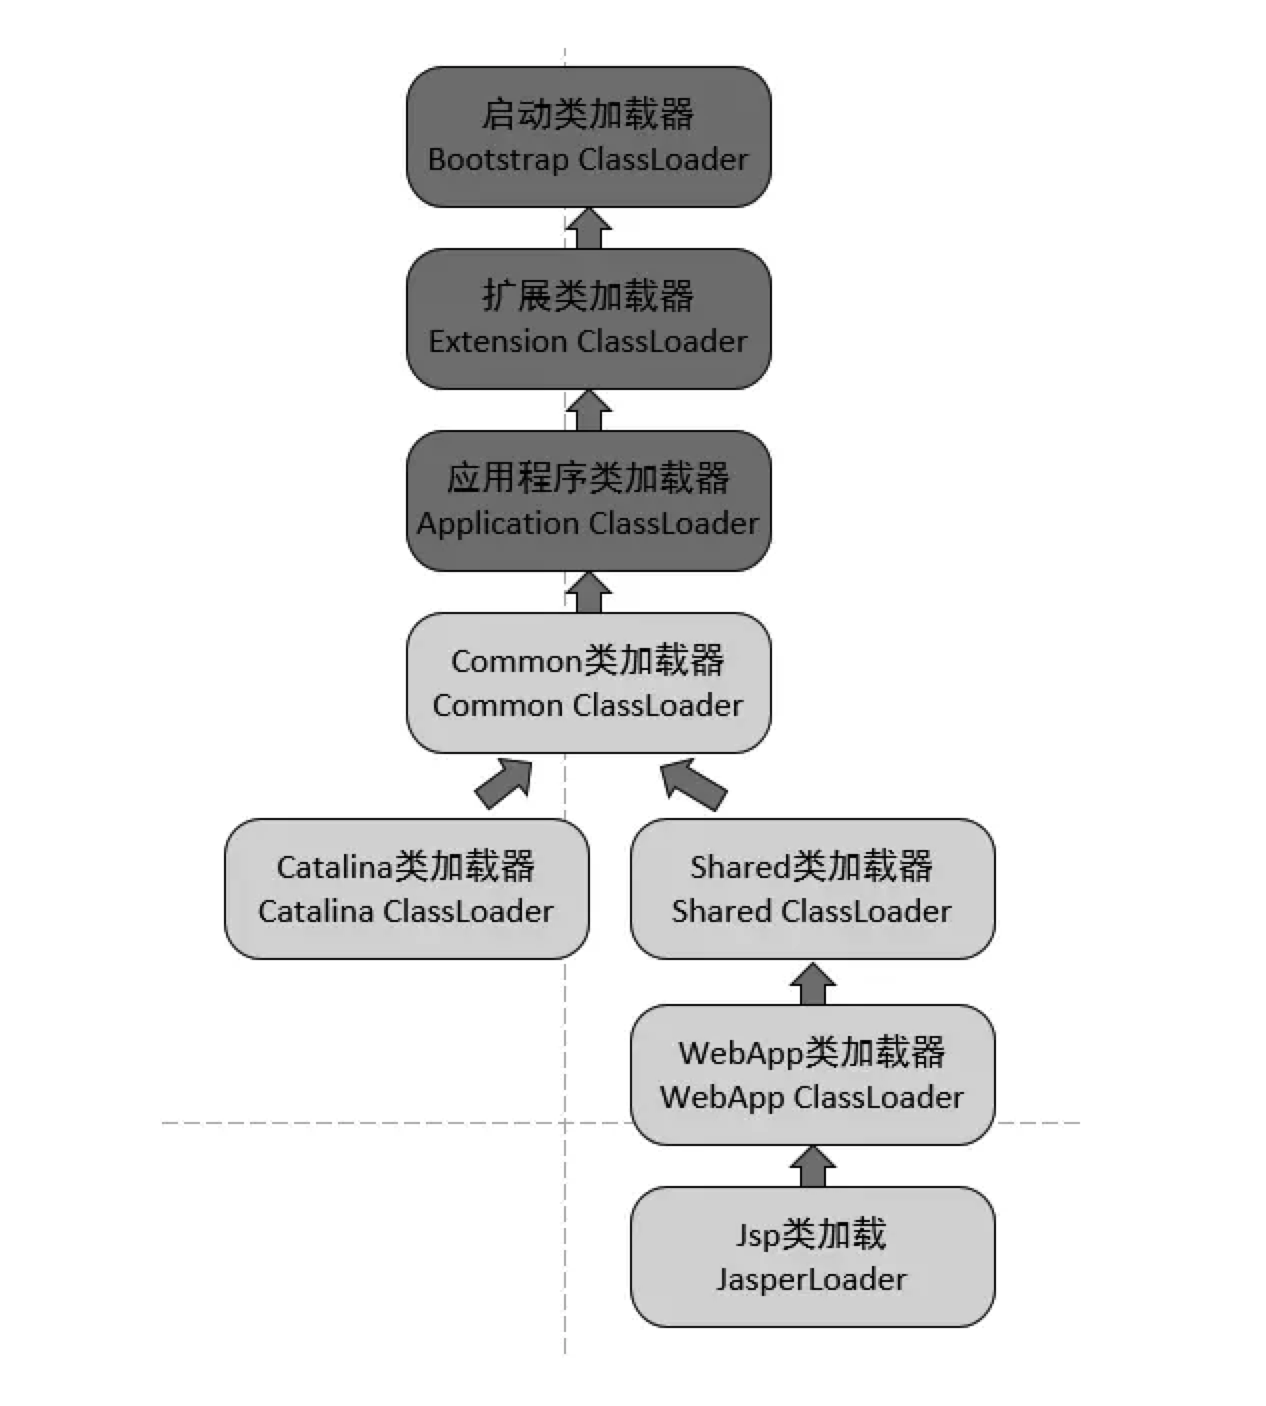 启动类加载器
Bootstrap ClassLoader
扩展类加载器
Extension ClassLoader
应用程序类加载器
Application ClassLoader
Common类加载器
Common ClassLoader
Catalina类加载器
Catalina ClassLoader
Shared类加载器
Shared ClassLoader
WebApp类加载器
WebApp ClassLoader
Jsp类加载
JasperLoader